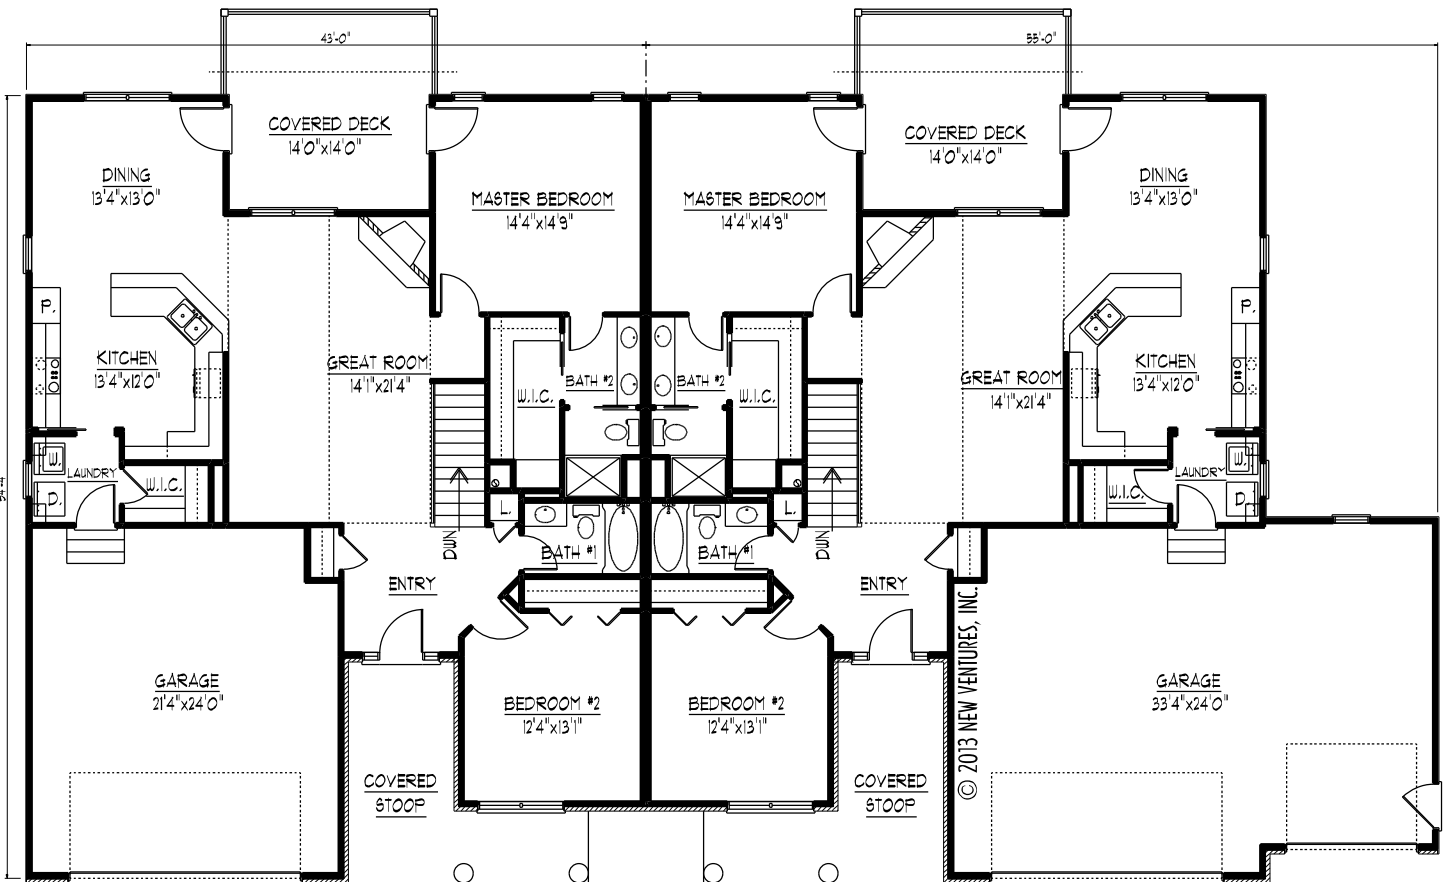 43'-0"
55'-0"
COVERED DECK
14'0"x14'0"
COVERED DECK
14'0"x14'0"
DINING
13'4"x13'0"
MASTER BEDROOM
14'4"x14'9"
MASTER BEDROOM
14'4"x14'9"
DINING
13'4"x13'0"
P.
P.
KITCHEN
13'4"x12'0"
GREAT ROOM
14'1"x21'4"
W.I.C.
BATH #2
BATH #2
W.I.C.
GREAT ROOM
14'1"x21'4"
KITCHEN
13'4"x12'0"
W.
LAUNDRY
D.
W.I.C.
L.
L.
W.I.C.
LAUNDRY
W.
D.
DWN
BATH #1
BATH #1
DWN
ENTRY
ENTRY
GARAGE
21'4"x24'0"
BEDROOM #2
12'4"x13'1"
BEDROOM #2
12'4"x13'1"
© 2013 NEW VENTURES, INC.
GARAGE
33'4"x24'0"
COVERED
STOOP
COVERED
STOOP